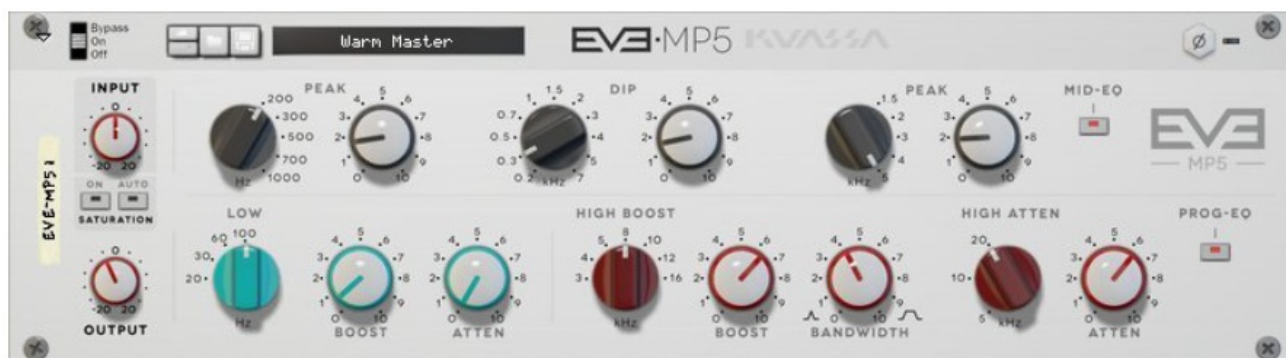 Bypass
On
Off
Warm Master
EVE·MP5 KVASSA
Ø
INPUT
0
-20 20
ON AUTO
SATURATION
0
-20 20
OUTPUT
EVE-MP5 1
PEAK
200
300
500
700
1000
Hz
0 1 2 3 4 5 6 7 8 9 10
DIP
0.2 0.3 0.5 0.7 1 1.5 2 3 4 5 7
kHz
0 1 2 3 4 5 6 7 8 9 10
PEAK
1.5
2
3
4
5
kHz
0 1 2 3 4 5 6 7 8 9 10
MID-EQ
I
EVE
MP5
LOW
20 30 60 100
Hz
0 1 2 3 4 5 6 7 8 9 10
BOOST
0 1 2 3 4 5 6 7 8 9 10
ATTEN
HIGH BOOST
3 4 5 8 10 12 16
kHz
0 1 2 3 4 5 6 7 8 9 10
BOOST
0 1 2 3 4 5 6 7 8 9 10
BANDWIDTH
HIGH ATTEN
5 10 20
kHz
0 1 2 3 4 5 6 7 8 9 10
ATTEN
PROG-EQ
I